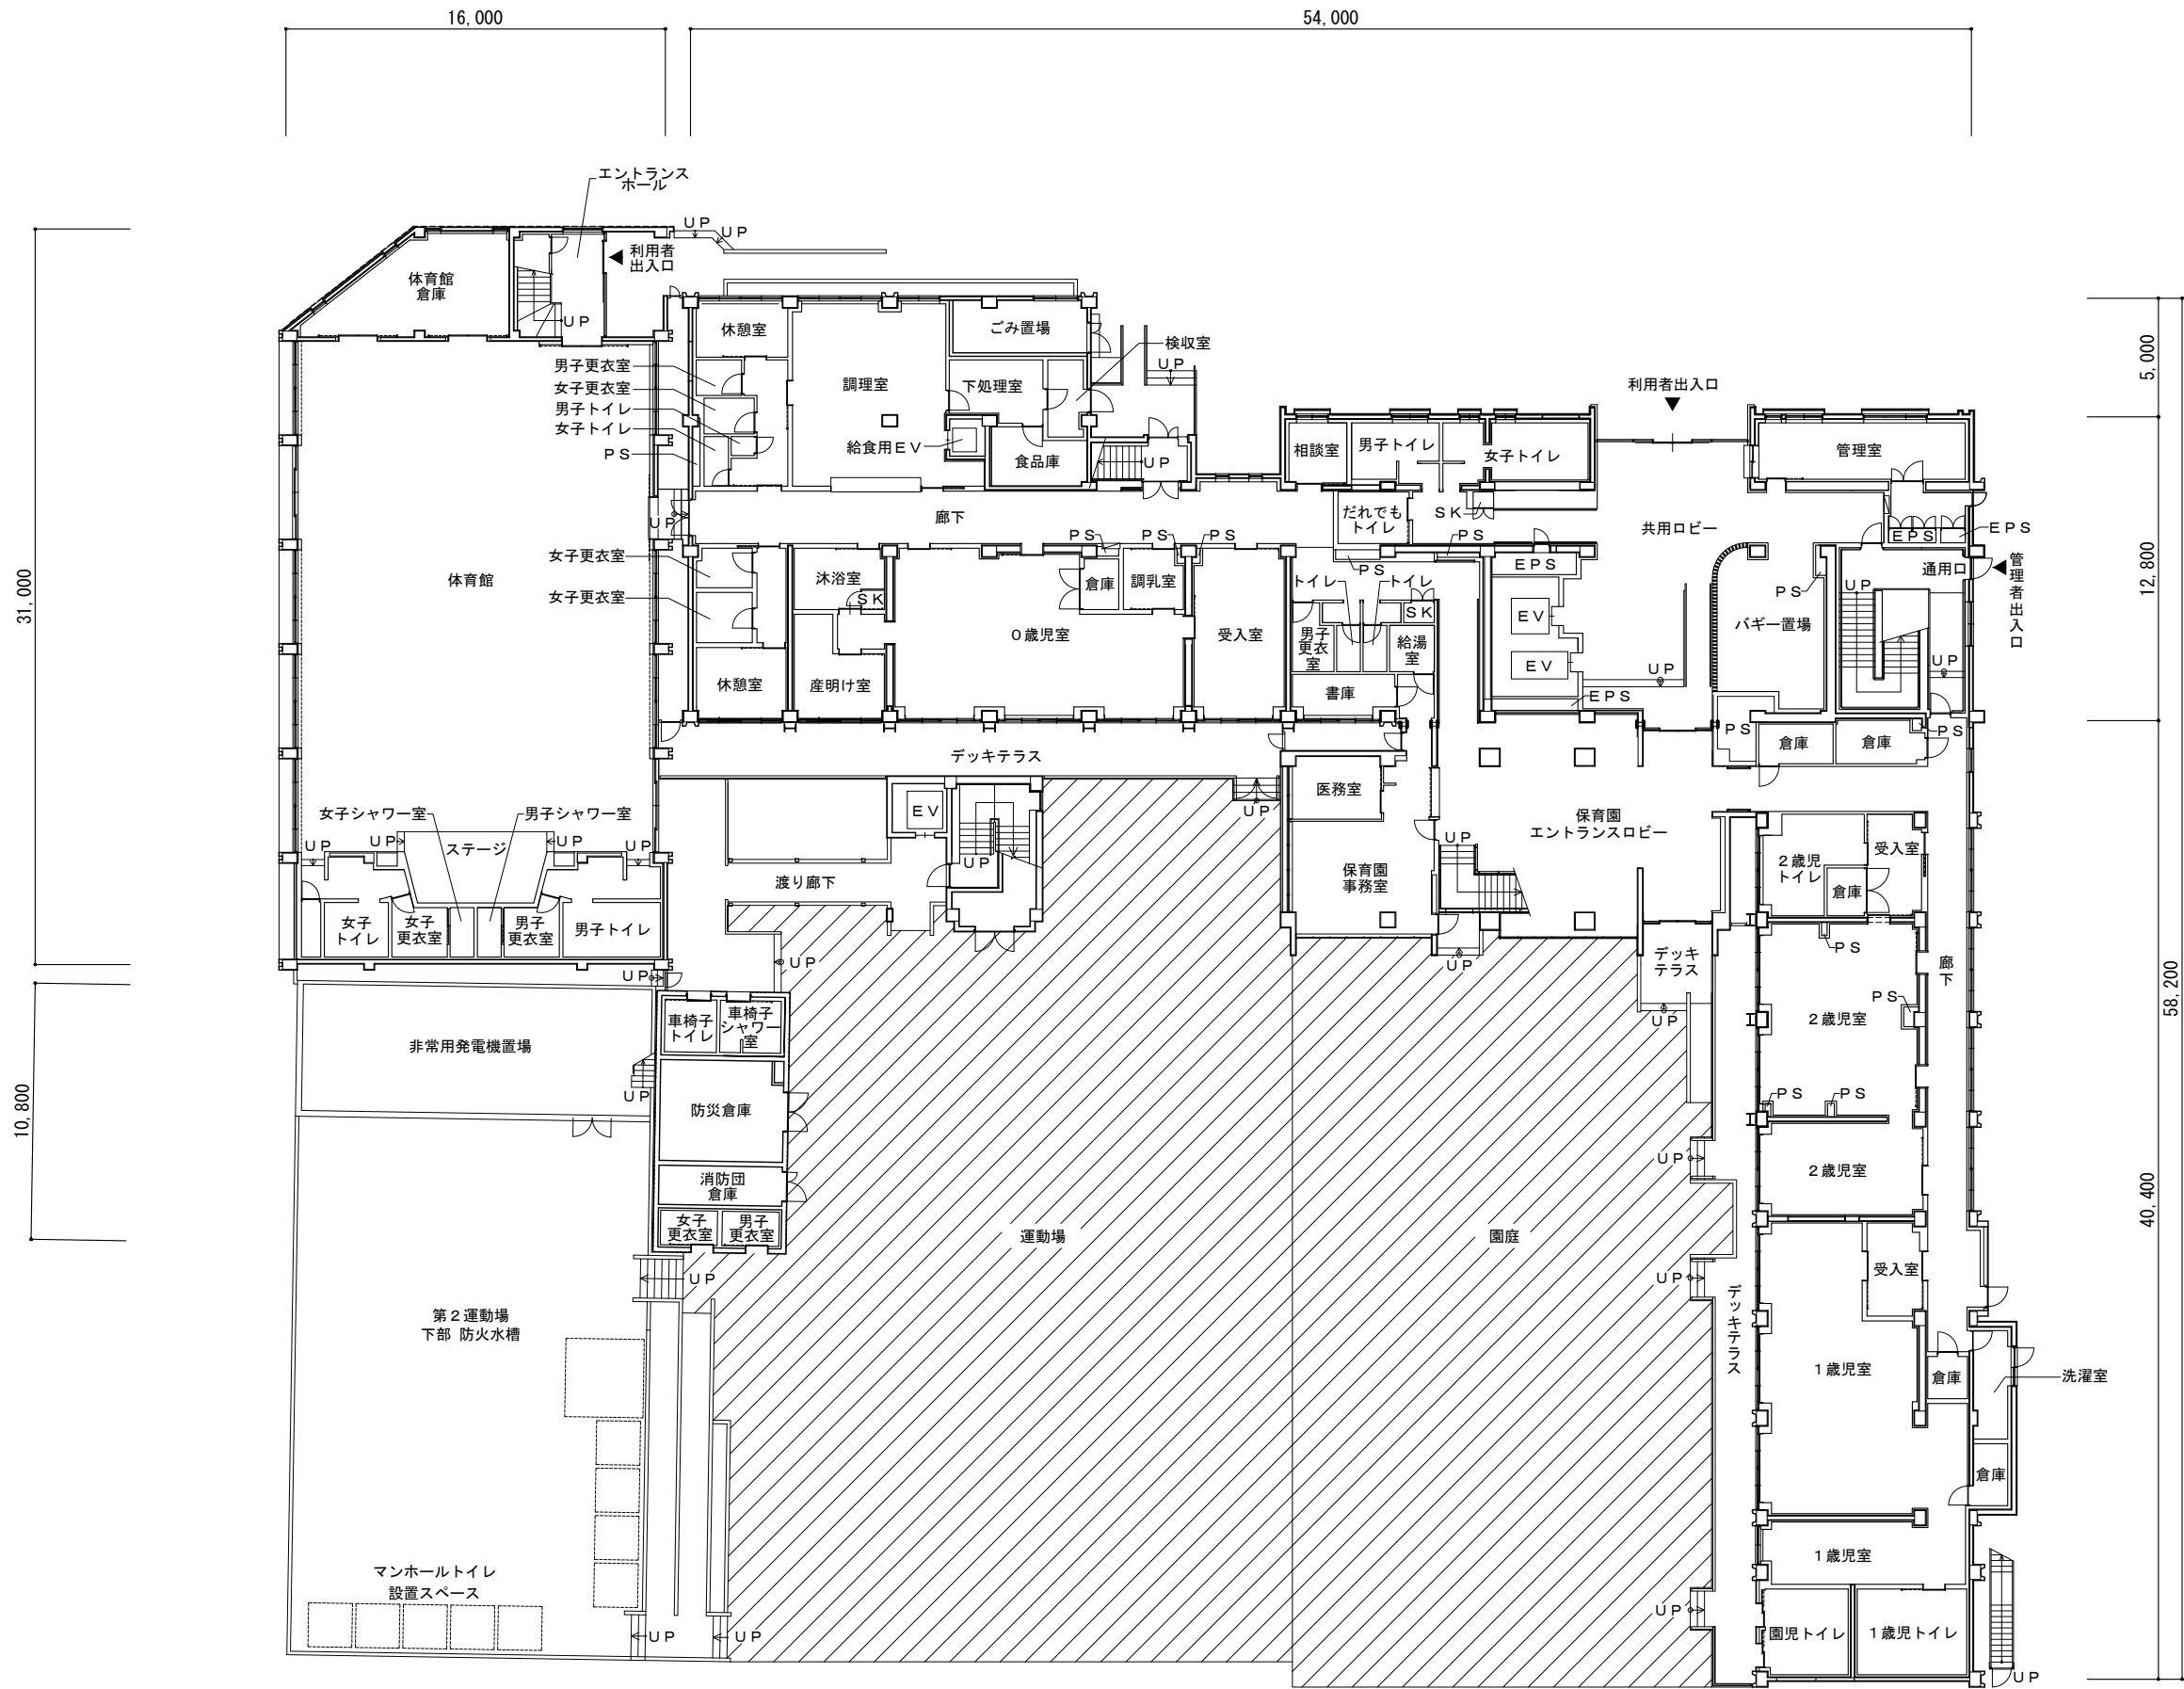 16,000
54,000
エントランス
ホール
UP
UP
利用者
出入口
体育館
倉庫
UP
31,000
5,000
休憩室
ごみ置場
検収室
UP
男子更衣室
女子更衣室
男子トイレ
女子トイレ
PS
調理室
下処理室
給食用EV
食品庫
UP
利用者出入口
相談室
男子トイレ
女子トイレ
管理室
廊下
UP
だれでも
トイレ
SK
共用ロビー
EPS
EPS
PS
PS
PS
PS
PS
EPS
女子更衣室
女子更衣室
体育館
沐浴室
SK
倉庫
調乳室
トイレ
トイレ
SK
0歳児室
受入室
男子
更衣
室
給湯
室
EV
EV
UP
バギー置場
PS
UP
通用口
管理者出入口
12,800
UP
休憩室
産明け室
書庫
EPS
PS
PS
倉庫
倉庫
デッキテラス
EV
UP
医務室
UP
保育園
エントランスロビー
UP
女子シャワー室
男子シャワー室
UP
UP
ステージ
UP
UP
渡り廊下
UP
保育園
事務室
2歳児
トイレ
受入室
倉庫
女子
トイレ
女子
更衣室
男子
更衣室
男子トイレ
UP
UP
UP
デッキ
テラス
UP
PS
廊下
PS
2歳児室
58,200
車椅子
トイレ
車椅子
シャワー
室
非常用発電機置場
UP
防災倉庫
10,800
PS
PS
消防団
倉庫
UP
2歳児室
40,400
女子
更衣室
男子
更衣室
運動場
園庭
UP
UP
受入室
デッキテラス
第2運動場
下部 防火水槽
1歳児室
倉庫
洗濯室
倉庫
1歳児室
マンホールトイレ
設置スペース
UP
UP
UP
園児トイレ
1歳児トイレ
UP